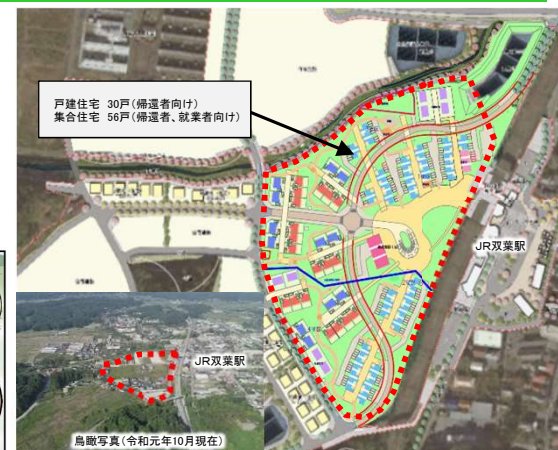 戸建住宅 30戸(帰還者向け)
集合住宅 56戸(帰還者、就業者向け)
JR双葉駅
JR双葉駅
鳥瞰写真(令和元年10月現在)